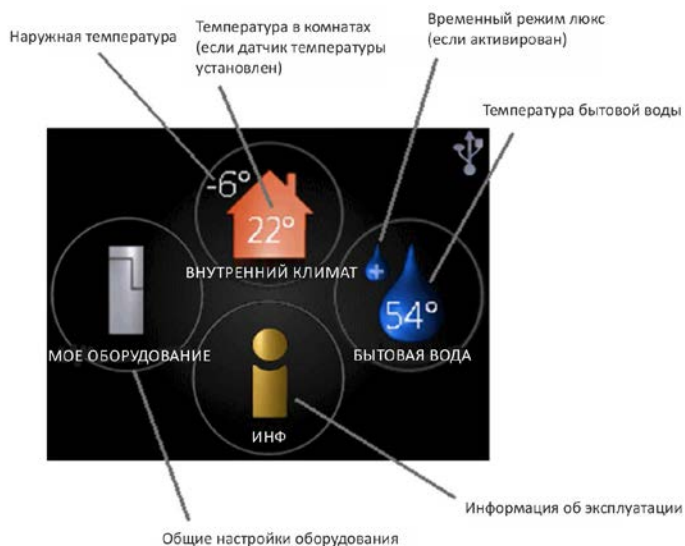 Наружная температура
Температура в комнатах
(если датчик температуры
установлен)
Временный режим люкс
(если активирован)
Температура бытовой воды
-6°
22°
ВНУТРЕННИЙ КЛИМАТ
54°
МОЕ ОБОРУДОВАНИЕ
БЫТОВАЯ ВОДА
ИНФ
Информация об эксплуатации
Общие настройки оборудования